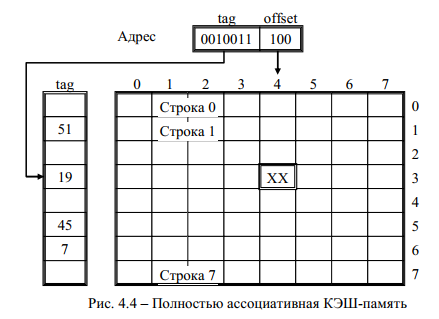 tag offset
Адрес 0010011 100
tag 0 1 2 3 4 5 6 7
Строка 0 0
51 Строка 1 1
2
19 XX 3
4
45 5
7 6
Строка 7 7
Рис. 4.4 – Полностью ассоциативная КЭШ-память